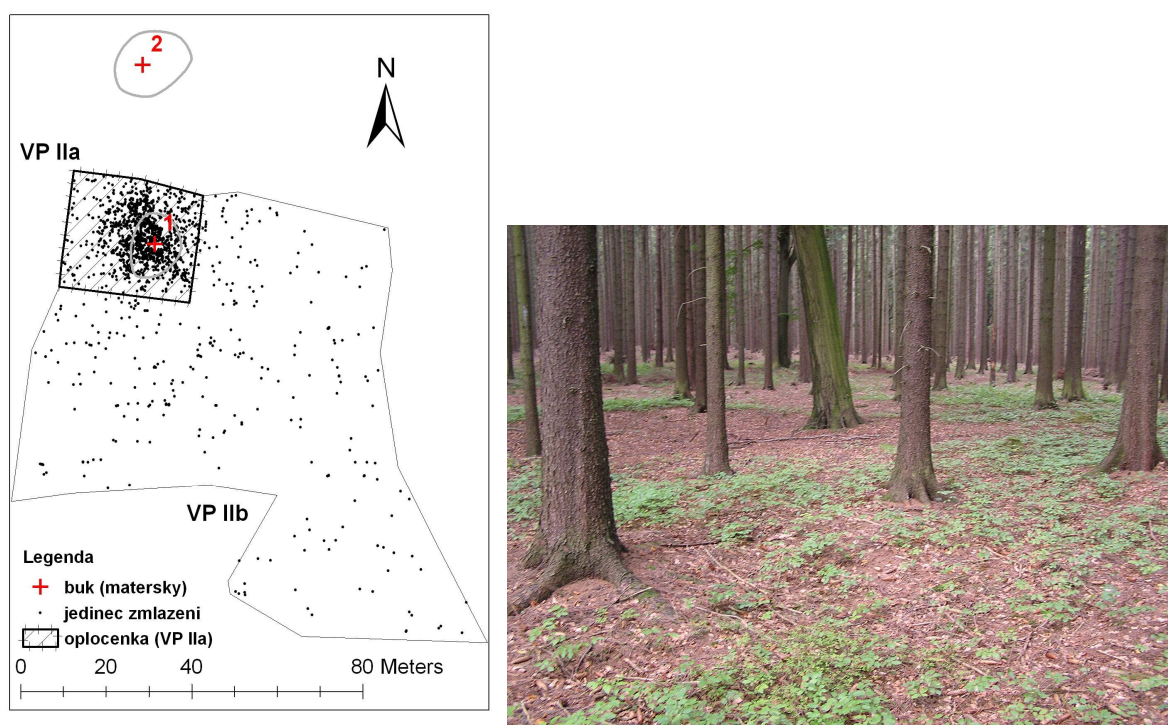 2
N
VP IIa
1
VP IIb
Legenda
buk (matersky)
jedinec zmlazeni
oplocenka (VP IIa)
0 20 40 80 Meters